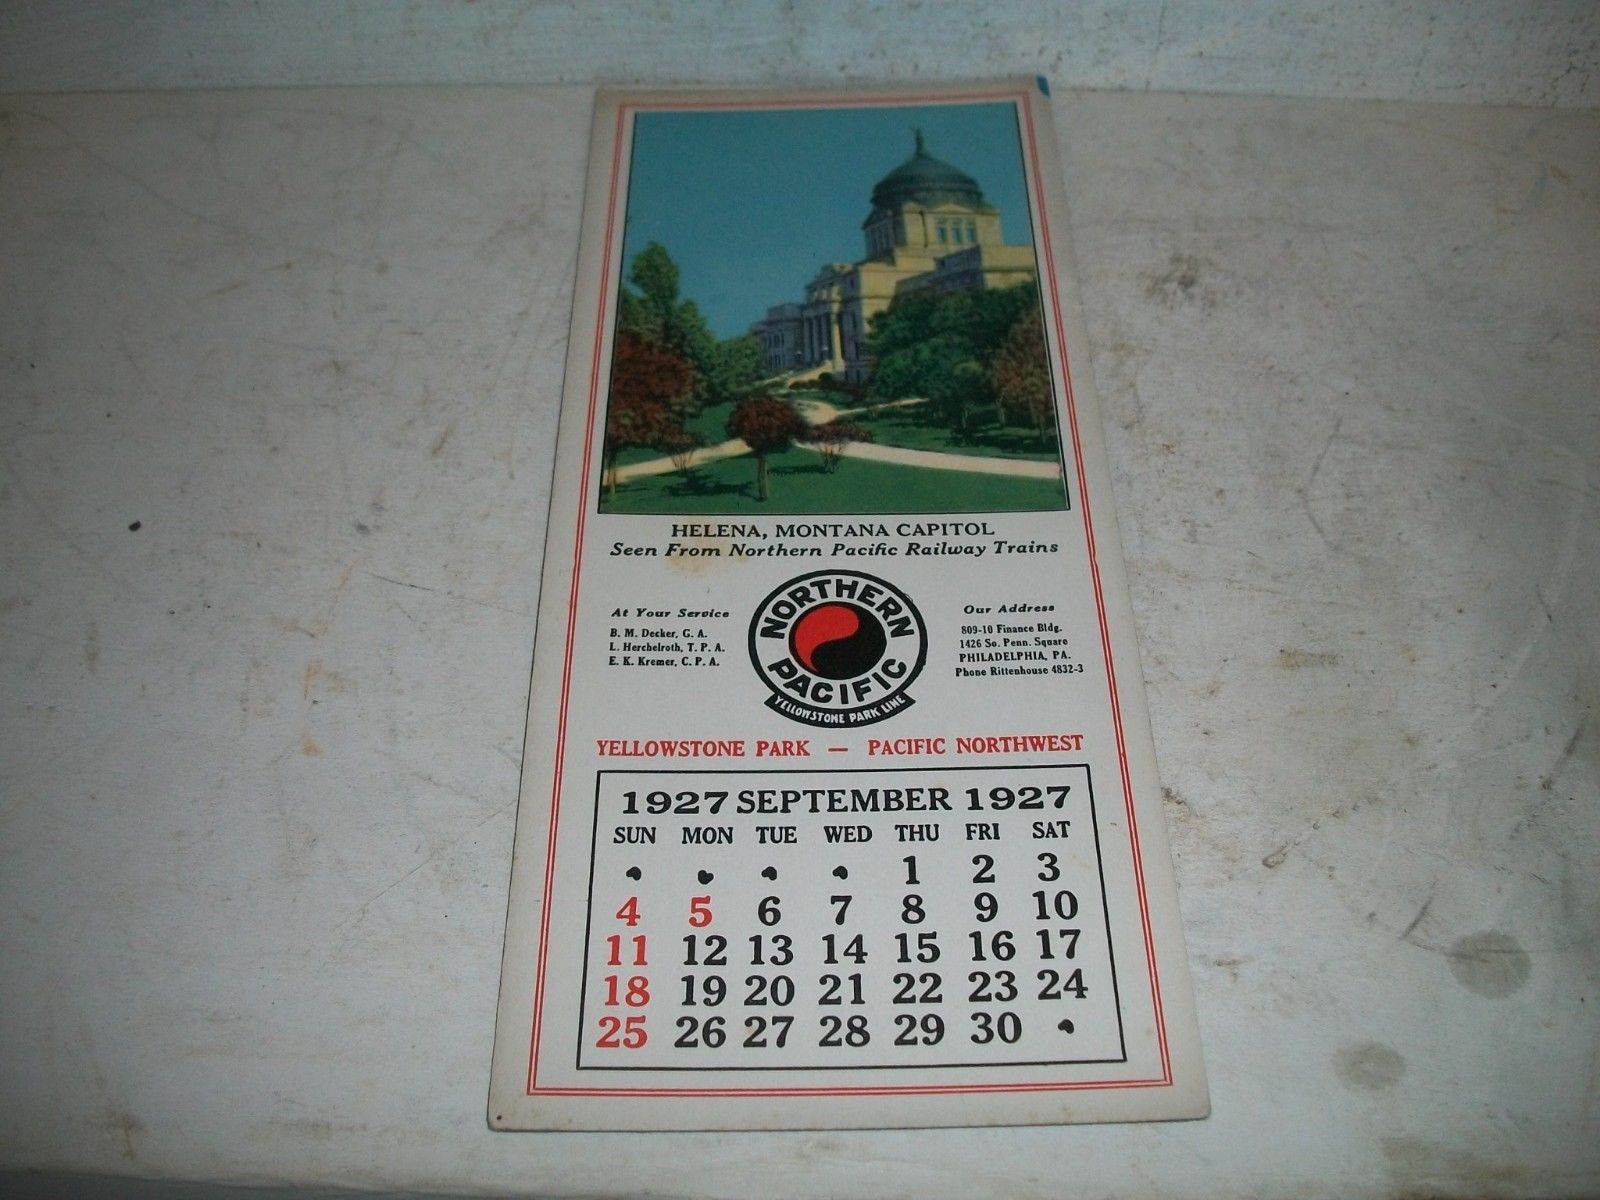 HELENA, MONTANA CAPITOL
Seen From Northern Pacific Railway Trains
At Your Service
B. M. Decker, G. A.
L. Herchelroth, T. P. A.
E. K. Kremer, C. P. A.
NORTHERN
PACIFIC
YELLOWSTONE PARK LINE
Our Address
809-10 Finance Bldg.
1426 So. Penn. Square
PHILADELPHIA, PA.
Phone Rittenhouse 4832-3
YELLOWSTONE PARK — PACIFIC NORTHWEST
1927 SEPTEMBER 1927
SUN MON TUE WED THU FRI SAT
1 2 3
4 5 6 7 8 9 10
11 12 13 14 15 16 17
18 19 20 21 22 23 24
25 26 27 28 29 30